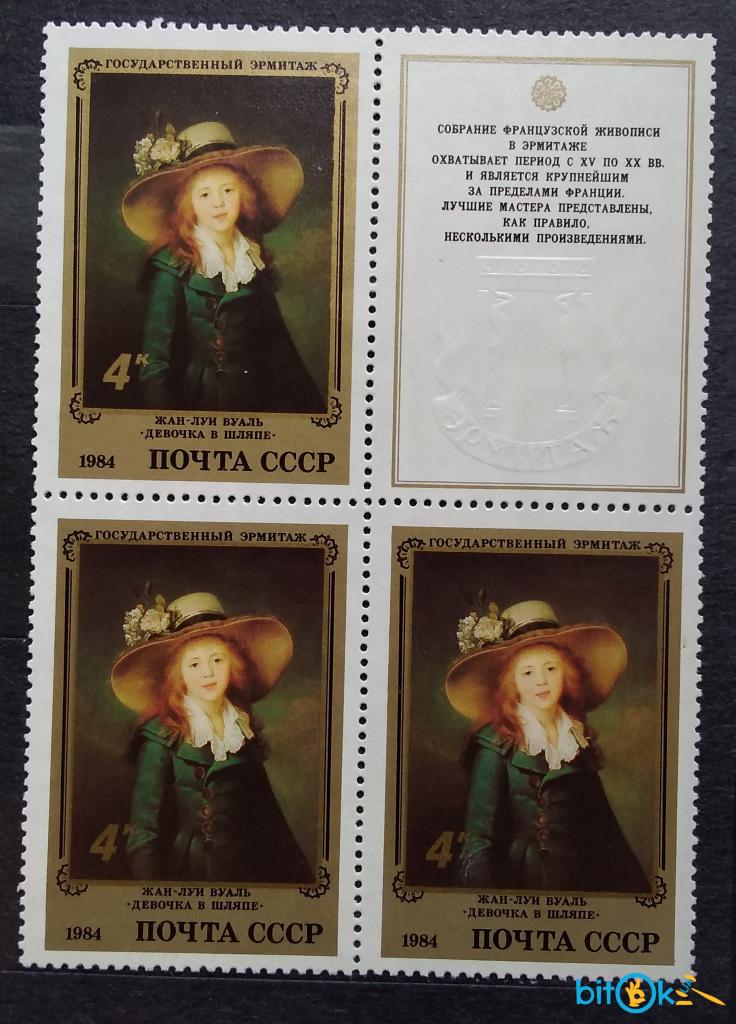 ГОСУДАРСТВЕННЫЙ ЭРМИТАЖ
4к
ЖАН-ЛУИ ВУАЛЬ
·ДЕВОЧКА В ШЛЯПЕ·
1984 ПОЧТА СССР
СОБРАНИЕ ФРАНЦУЗСКОЙ ЖИВОПИСИ
В ЭРМИТАЖЕ
ОХВАТЫВАЕТ ПЕРИОД С XV ПО XX ВВ.
И ЯВЛЯЕТСЯ КРУПНЕЙШИМ
ЗА ПРЕДЕЛАМИ ФРАНЦИИ.
ЛУЧШИЕ МАСТЕРА ПРЕДСТАВЛЕНЫ,
КАК ПРАВИЛО,
НЕСКОЛЬКИМИ ПРОИЗВЕДЕНИЯМИ.
ЭРМИТАЖ
ГОСУДАРСТВЕННЫЙ ЭРМИТАЖ
4к
ЖАН-ЛУИ ВУАЛЬ
·ДЕВОЧКА В ШЛЯПЕ·
1984 ПОЧТА СССР
ГОСУДАРСТВЕННЫЙ ЭРМИТАЖ
4к
ЖАН-ЛУИ ВУАЛЬ
·ДЕВОЧКА В ШЛЯПЕ·
1984 ПОЧТА СССР